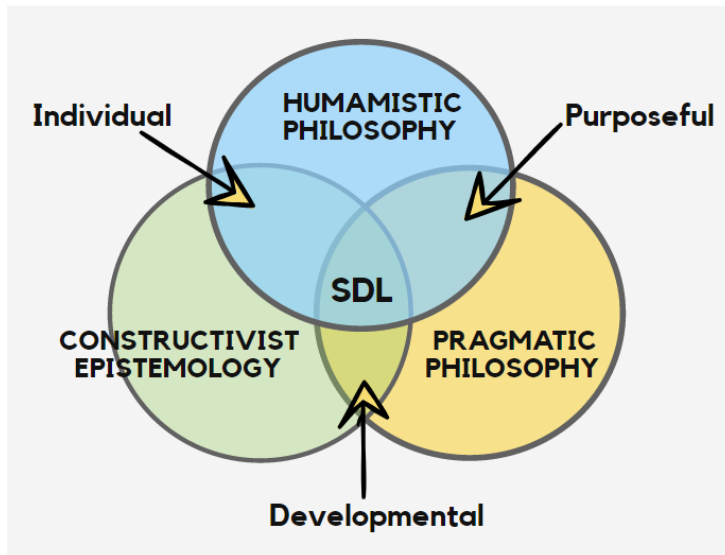 HUMAMISTIC
PHILOSOPHY
Individual
Purposeful
SDL
CONSTRUCTIVIST
EPISTEMOLOGY
PRAGMATIC
PHILOSOPHY
Developmental